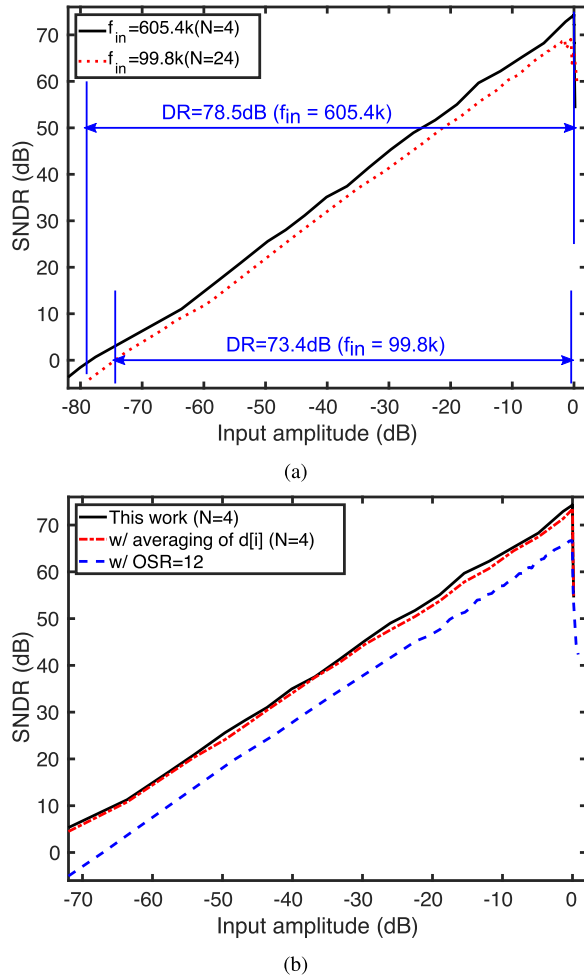 f_in=605.4k(N=4)
f_in=99.8k(N=24)
DR=78.5dB (f_in = 605.4k)
DR=73.4dB (f_in = 99.8k)
SNDR (dB)
70
60
50
40
30
20
10
0
-80 -70 -60 -50 -40 -30 -20 -10 0
Input amplitude (dB)
(a)
This work (N=4)
w/ averaging of d[i] (N=4)
w/ OSR=12
SNDR (dB)
70
60
50
40
30
20
10
0
-70 -60 -50 -40 -30 -20 -10 0
Input amplitude (dB)
(b)